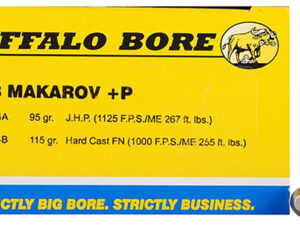 FFALO BORE
MAKAROV +P
A 95 gr. J.H.P. (1125 F.P.S./ME 267 ft. lbs.)
B 115 gr. Hard Cast FN (1000 F.P.S./ME 255 ft. lbs.)
CTLY BIG BORE. STRICTLY BUSINESS.